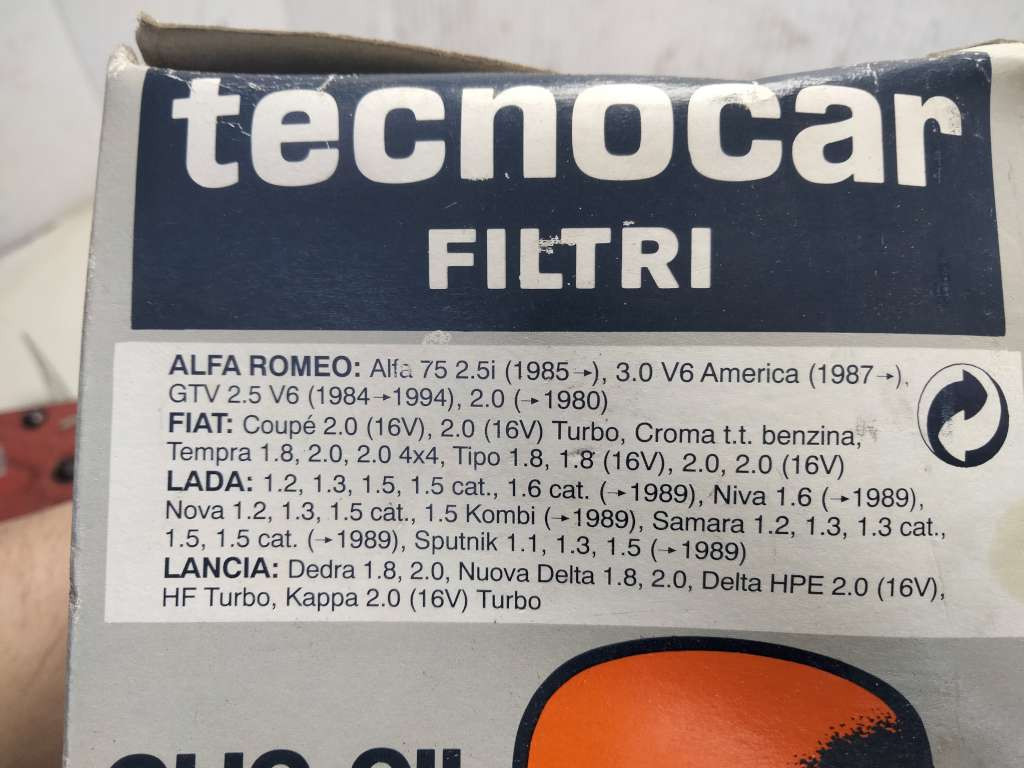 tecnocar
FILTRI
ALFA ROMEO: Alfa 75 2.5i (1985→), 3.0 V6 America (1987→),
GTV 2.5 V6 (1984→1994), 2.0 (→1980)
FIAT: Coupé 2.0 (16V), 2.0 (16V) Turbo, Croma t.t. benzina,
Tempra 1.8, 2.0, 2.0 4x4, Tipo 1.8, 1.8 (16V), 2.0, 2.0 (16V)
LADA: 1.2, 1.3, 1.5, 1.5 cat., 1.6 cat. (→1989), Niva 1.6 (→1989),
Nova 1.2, 1.3, 1.5 cat., 1.5 Kombi (→1989), Samara 1.2, 1.3, 1.3 cat.,
1.5, 1.5 cat. (→1989), Sputnik 1.1, 1.3, 1.5 (→1989)
LANCIA: Dedra 1.8, 2.0, Nuova Delta 1.8, 2.0, Delta HPE 2.0 (16V),
HF Turbo, Kappa 2.0 (16V) Turbo